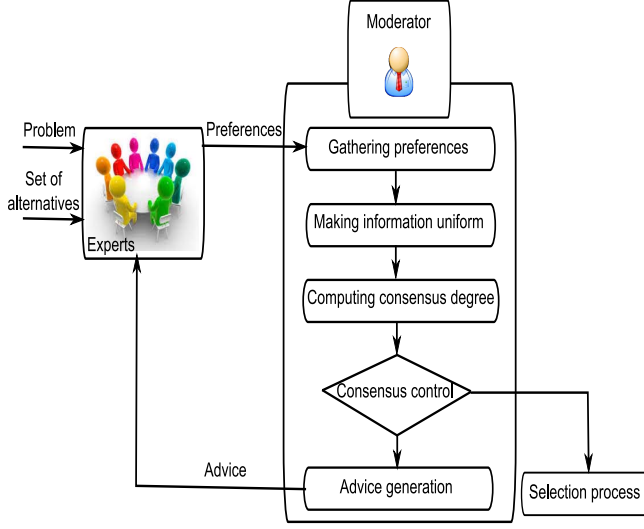 Moderator
Problem
Preferences
Set of
alternatives
Experts
Gathering preferences
Making information uniform
Computing consensus degree
Consensus control
Advice
Advice generation
Selection process